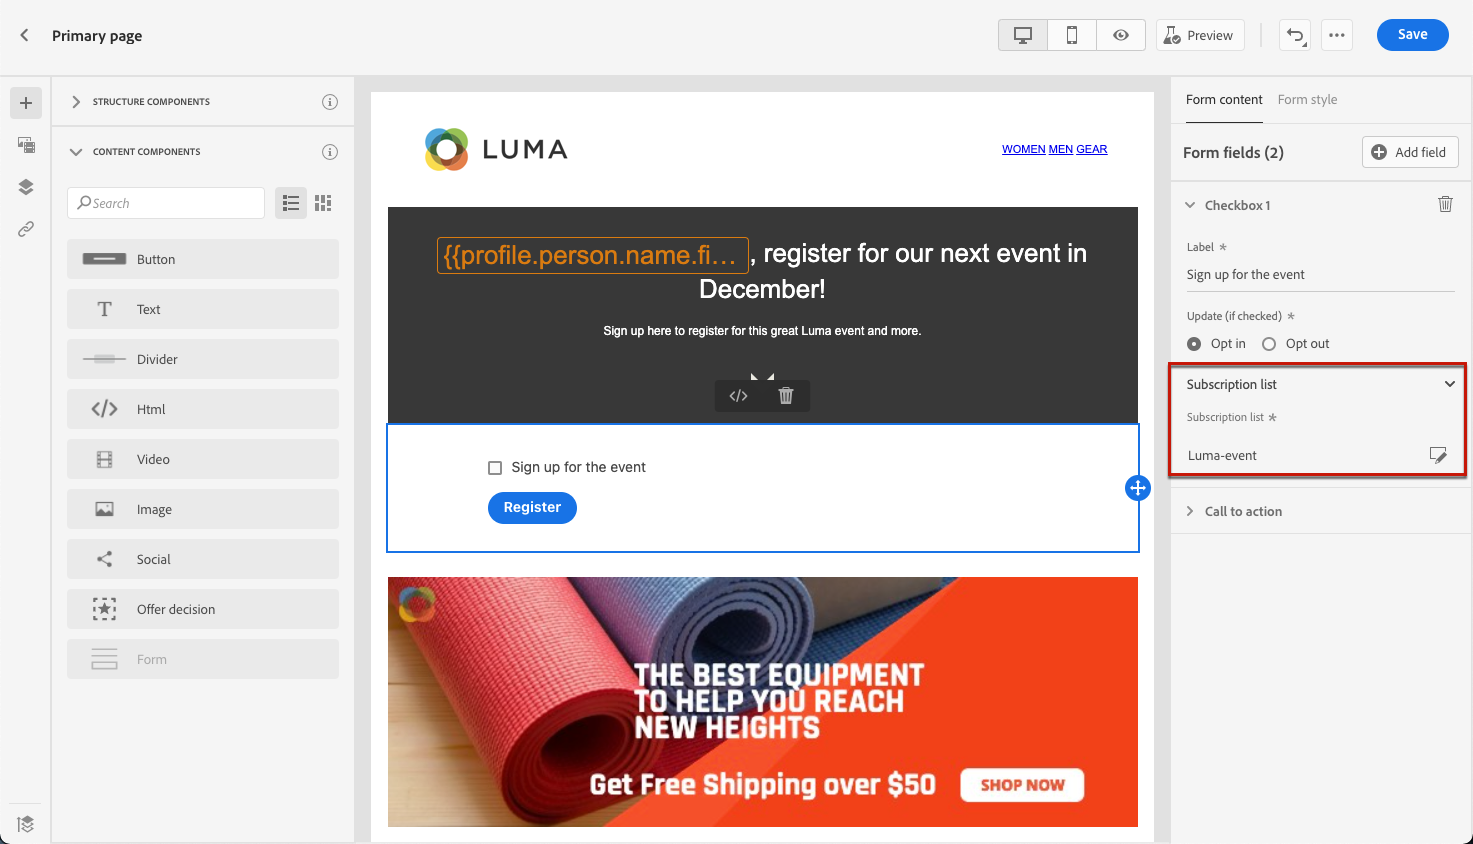 Primary page
Preview
Save
STRUCTURE COMPONENTS
CONTENT COMPONENTS
Search
Button
Text
Divider
Html
Video
Image
Social
Offer decision
Form
LUMA
WOMEN MEN GEAR
{{profile.person.name.fi... , register for our next event in
December!
Sign up here to register for this great Luma event and more.
Sign up for the event
Register
THE BEST EQUIPMENT
TO HELP YOU REACH
NEW HEIGHTS
Get Free Shipping over $50
SHOP NOW
Form content Form style
Form fields (2)
Add field
Checkbox 1
Label *
Sign up for the event
Update (if checked) *
Opt in Opt out
Subscription list
Subscription list *
Luma-event
Call to action